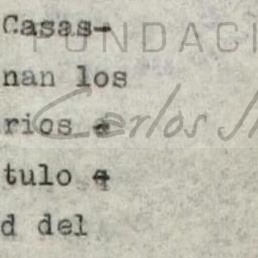 Casas-
FUNDACI
nan los
Carlos
rios
tulo
d del